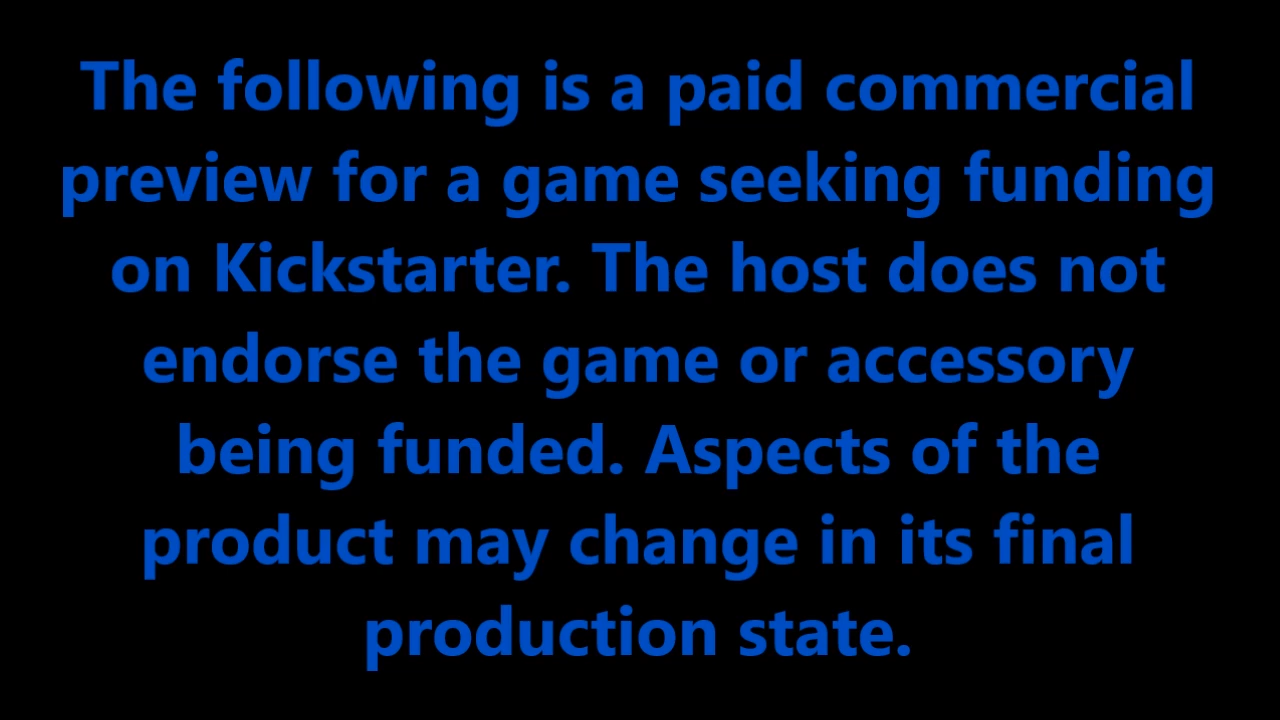 The following is a paid commercial
preview for a game seeking funding
on Kickstarter. The host does not
endorse the game or accessory
being funded. Aspects of the
product may change in its final
production state.